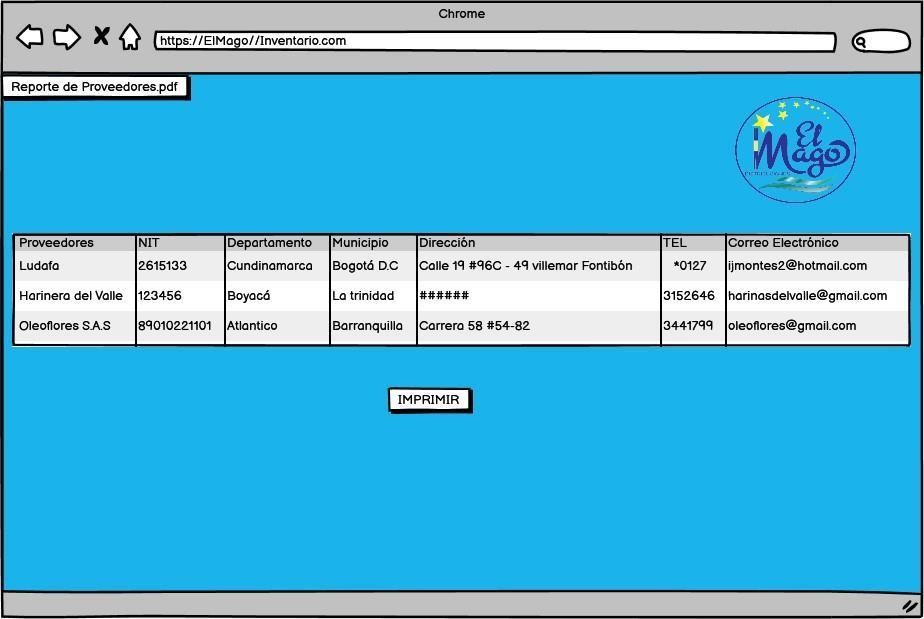 Chrome
https://ElMago//Inventario.com
Reporte de Proveedores.pdf
El
Mago
Proveedores NIT Departamento Municipio Dirección TEL Correo Electrónico
Ludafa 2615133 Cundinamarca Bogotá D.C Calle 19 #96C - 49 villemar Fontibón *0127 ijmontes2@hotmail.com
Harinera del Valle 123456 Boyacá La trinidad ###### 3152646 harinasdelvalle@gmail.com
Oleoflores S.A.S 89010221101 Atlantico Barranquilla Carrera 58 #54-82 3441799 oleoflores@gmail.com
IMPRIMIR